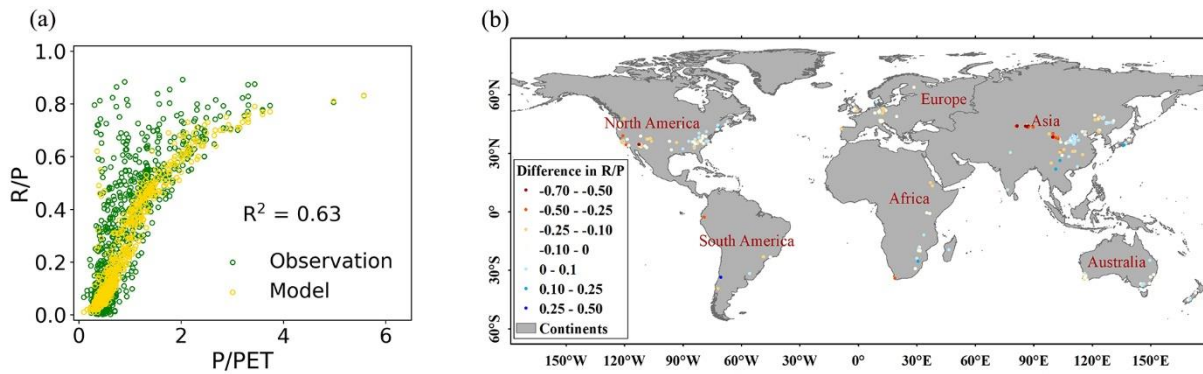 (a)
1.0
0.8
0.6
0.4
0.2
0.0
R/P
R² = 0.63
Observation
Model
0
2
4
6
P/PET
(b)
60°N
30°N
0°
30°S
60°S
North America
South America
Europe
Asia
Africa
Australia
Difference in R/P
-0.70 - -0.50
-0.50 - -0.25
-0.25 - -0.10
-0.10 - 0
0 - 0.1
0.10 - 0.25
0.25 - 0.50
Continents
150°W 120°W 90°W 60°W 30°W 0° 30°E 60°E 90°E 120°E 150°E